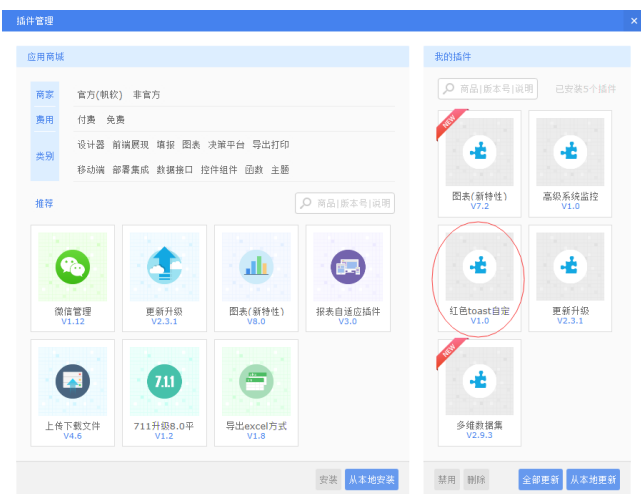 插件管理
×
应用商城
商家 官方(帆软) 非官方
费用 付费 免费
类别 设计器 前端展现 填报 图表 决策平台 导出打印
移动端 部署集成 数据接口 控件组件 函数 主题
推荐 商品|版本号|说明
微信管理
V1.12
更新升级
V2.3.1
图表(新特性)
V8.0
报表自适应插件
V3.0
上传下载文件
V4.6
7.1.1
711升级8.0平
V1.2
导出excel方式
V1.8
安装 从本地安装
我的插件
商品|版本号|说明 已安装5个插件
NEW
图表(新特性)
V7.2
高级系统监控
V1.0
红色toast自定
V1.0
更新升级
V2.3.1
NEW
多维数据集
V2.9.3
禁用 删除 全部更新 从本地更新